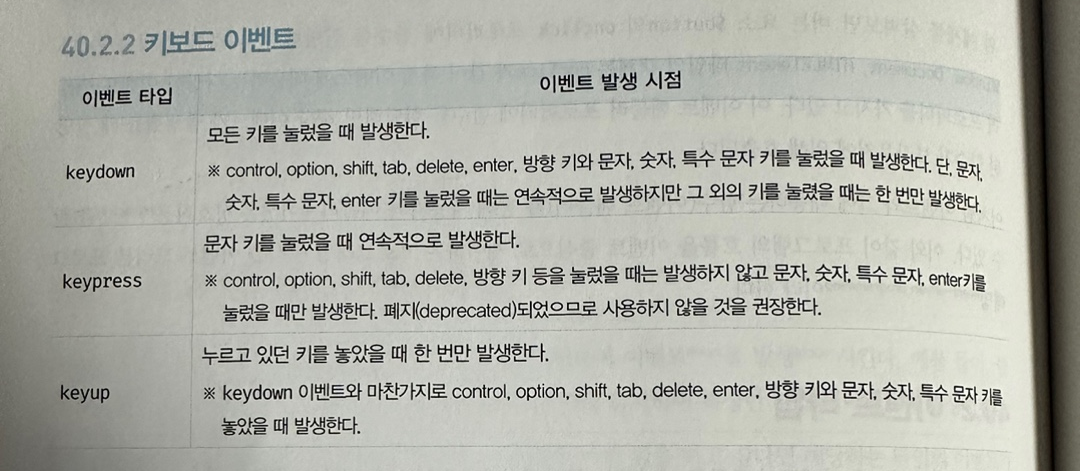 40.2.2 키보드 이벤트
이벤트 타입
이벤트 발생 시점
keydown
모든 키를 눌렀을 때 발생한다.
※ control, option, shift, tab, delete, enter, 방향 키와 문자, 숫자, 특수 문자 키를 눌렀을 때 발생한다. 단, 문자,
숫자, 특수 문자, enter 키를 눌렀을 때는 연속적으로 발생하지만 그 외의 키를 눌렀을 때는 한 번만 발생한다.
keypress
문자 키를 눌렀을 때 연속적으로 발생한다.
※ control, option, shift, tab, delete, 방향 키 등을 눌렀을 때는 발생하지 않고 문자, 숫자, 특수 문자, enter키를
눌렀을 때만 발생한다. 폐지(deprecated)되었으므로 사용하지 않을 것을 권장한다.
keyup
누르고 있던 키를 놓았을 때 한 번만 발생한다.
※ keydown 이벤트와 마찬가지로 control, option, shift, tab, delete, enter, 방향 키와 문자, 숫자, 특수 문자 키를
놓았을 때 발생한다.